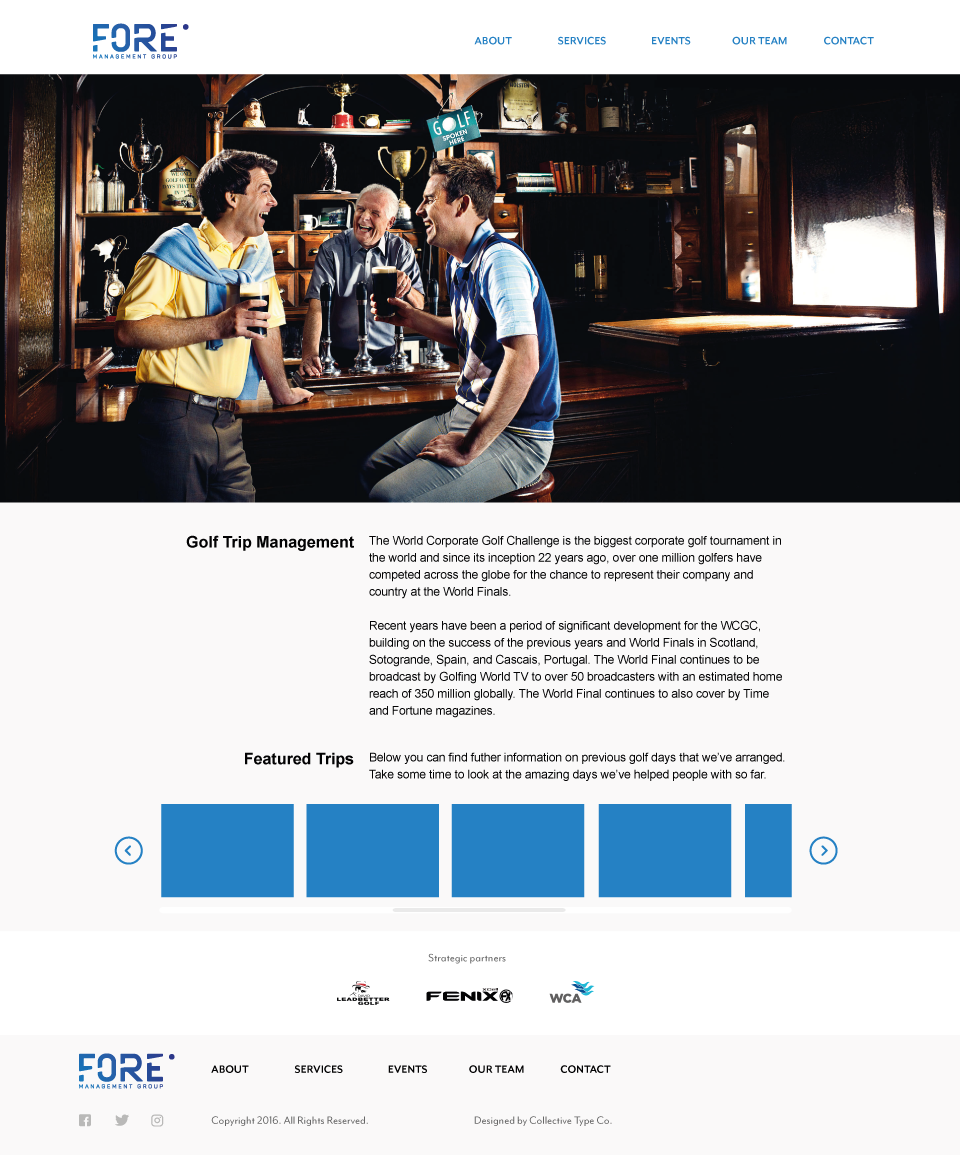 FORE
MANAGEMENT GROUP
ABOUT SERVICES EVENTS OUR TEAM CONTACT
GOLF
SPOKEN
HERE
Golf Trip Management
The World Corporate Golf Challenge is the biggest corporate golf tournament in
the world and since its inception 22 years ago, over one million golfers have
competed across the globe for the chance to represent their company and
country at the World Finals.
Recent years have been a period of significant development for the WCGC,
building on the success of the previous years and World Finals in Scotland,
Sotogrande, Spain, and Cascais, Portugal. The World Final continues to be
broadcast by Golfing World TV to over 50 broadcasters with an estimated home
reach of 350 million globally. The World Final continues to also cover by Time
and Fortune magazines.
Featured Trips
Below you can find futher information on previous golf days that we've arranged.
Take some time to look at the amazing days we've helped people with so far.
Strategic partners
LEADBETTER
GOLF
FENIX
WCA
FORE
MANAGEMENT GROUP
ABOUT SERVICES EVENTS OUR TEAM CONTACT
Copyright 2016. All Rights Reserved.
Designed by Collective Type Co.